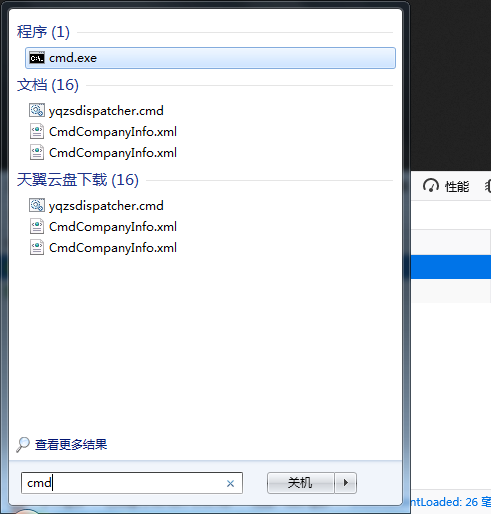 程序 (1)
cmd.exe
文档 (16)
yqzsdispatcher.cmd
CmdCompanyInfo.xml
CmdCompanyInfo.xml
天翼云盘下载 (16)
yqzsdispatcher.cmd
CmdCompanyInfo.xml
CmdCompanyInfo.xml
性能
查看更多结果
cmd
关机
ntLoaded: 26 毫